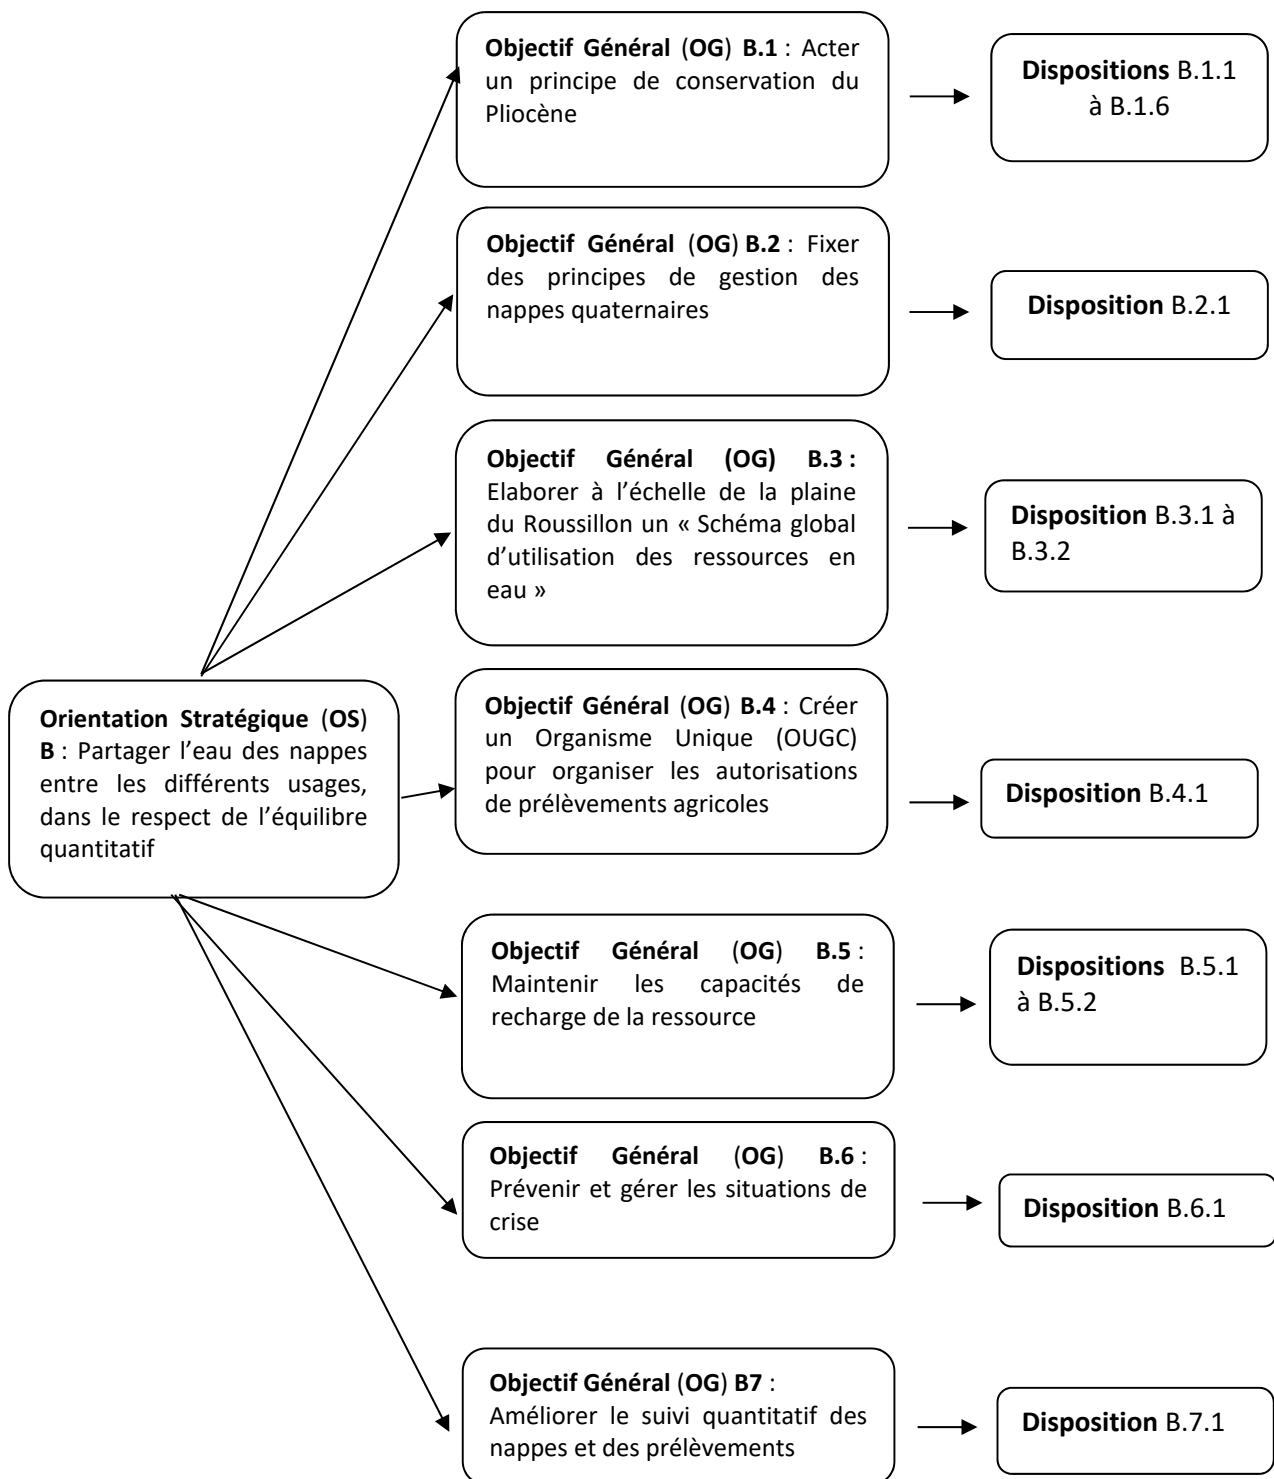 Objectif Général (OG) B.1 : Acter
un principe de conservation du
Pliocène
Dispositions B.1.1
à B.1.6
Objectif Général (OG) B.2 : Fixer
des principes de gestion des
nappes quaternaires
Disposition B.2.1
Objectif Général (OG) B.3 :
Elaborer à l’échelle de la plaine
du Roussillon un « Schéma global
d’utilisation des ressources en
eau »
Disposition B.3.1 à
B.3.2
Orientation Stratégique (OS)
B : Partager l’eau des nappes
entre les différents usages,
dans le respect de l’équilibre
quantitatif
Objectif Général (OG) B.4 : Créer
un Organisme Unique (OUGC)
pour organiser les autorisations
de prélèvements agricoles
Disposition B.4.1
Objectif Général (OG) B.5 :
Maintenir les capacités de
recharge de la ressource
Dispositions B.5.1
à B.5.2
Objectif Général (OG) B.6 :
Prévenir et gérer les situations de
crise
Disposition B.6.1
Objectif Général (OG) B7 :
Améliorer le suivi quantitatif des
nappes et des prélèvements
Disposition B.7.1